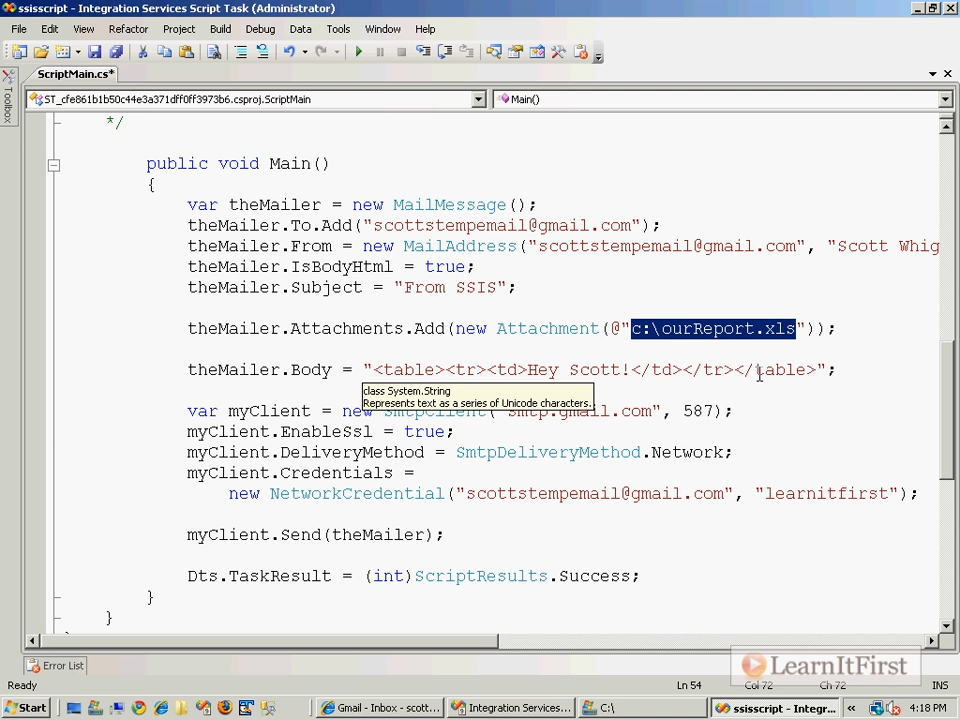 ssisscript - Integration Services Script Task (Administrator)
File Edit View Refactor Project Build Debug Data Tools Window Help
ScriptMain.cs*
Toolbox
ST_cfe861b1b50c44e3a371dff0ff3973b6.csproj.ScriptMain Main()
*/
public void Main()
{
var theMailer = new MailMessage();
theMailer.To.Add("scottstempemail@gmail.com");
theMailer.From = new MailAddress("scottstempemail@gmail.com", "Scott Whig
theMailer.IsBodyHtml = true;
theMailer.Subject = "From SSIS";
theMailer.Attachments.Add(new Attachment(@"c:\ourReport.xls"));
theMailer.Body = "<table><tr><td>Hey Scott!</td></tr></table>";
class System.String
Represents text as a series of Unicode characters.
var myClient = new SmtpClient("smtp.gmail.com", 587);
myClient.EnableSsl = true;
myClient.DeliveryMethod = SmtpDeliveryMethod.Network;
myClient.Credentials =
new NetworkCredential("scottstempemail@gmail.com", "learnitfirst");
myClient.Send(theMailer);
Dts.TaskResult = (int)ScriptResults.Success;
}
}
Error List
LearnItFirst
Ready Ln 54 Col 72 Ch 72 INS
Start Gmail - Inbox - scott... Integration Services... C:\ ssisscript - Integr... « 4:18 PM